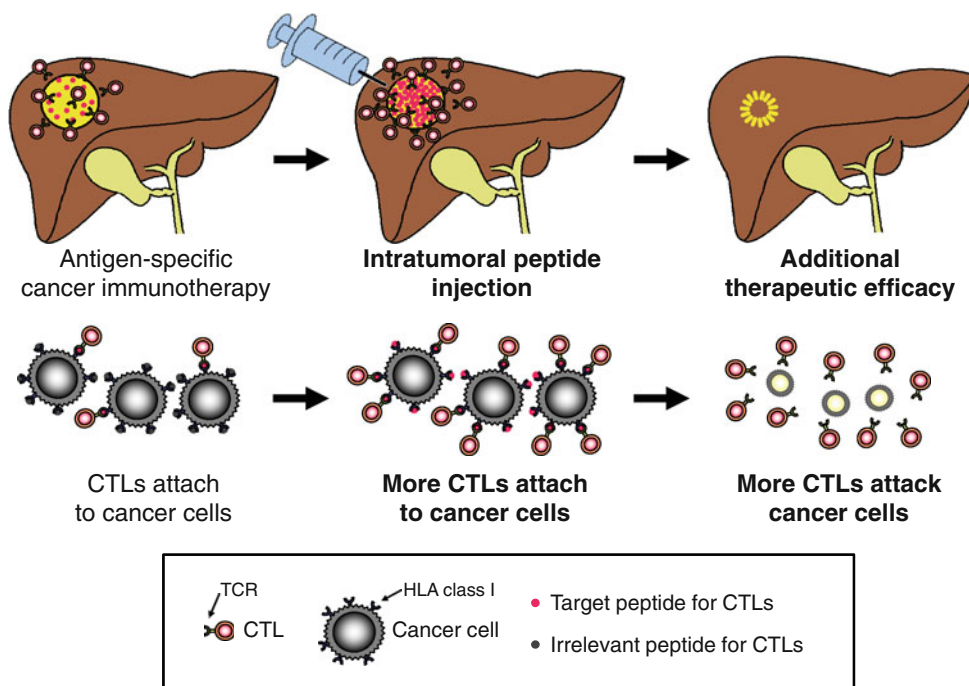 Antigen-specific
cancer immunotherapy
Intratumoral peptide
injection
Additional
therapeutic efficacy
CTLs attach
to cancer cells
More CTLs attach
to cancer cells
More CTLs attack
cancer cells
TCR
CTL
HLA class I
Cancer cell
Target peptide for CTLs
Irrelevant peptide for CTLs